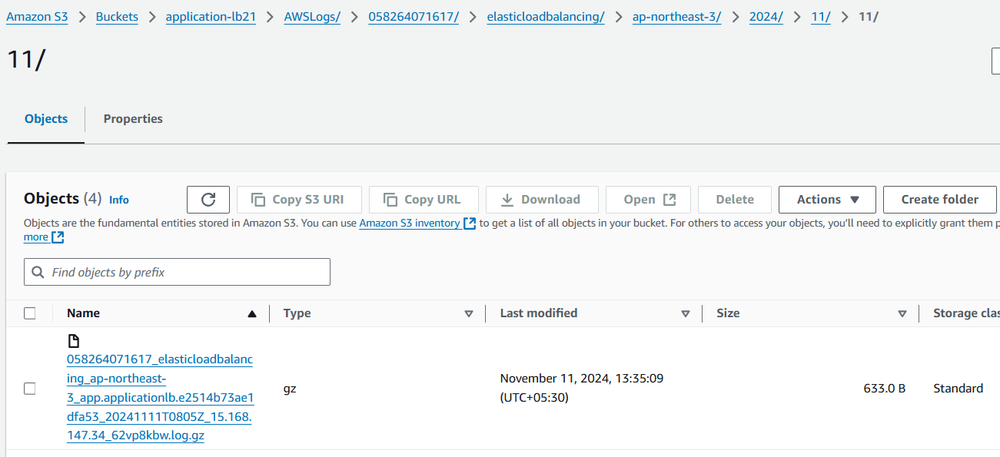 Amazon S3 > Buckets > application-lb21 > AWSLogs/ > 058264071617/ > elasticloadbalancing/ > ap-northeast-3/ > 2024/ > 11/ > 11/
11/
Objects Properties
Objects (4) Info Copy S3 URI Copy URL Download Open Delete Actions Create folder
Objects are the fundamental entities stored in Amazon S3. You can use Amazon S3 inventory to get a list of all objects in your bucket. For others to access your objects, you'll need to explicitly grant them p
more
Find objects by prefix
Name Type Last modified Size Storage clas
058264071617_elasticloadbalanc
ing_ap-northeast-
3_app.applicationlb.e2514b73ae1
dfa53_20241111T0805Z_15.168.
147.34_62vp8kbw.log.gz
gz
November 11, 2024, 13:35:09
(UTC+05:30)
633.0 B
Standard